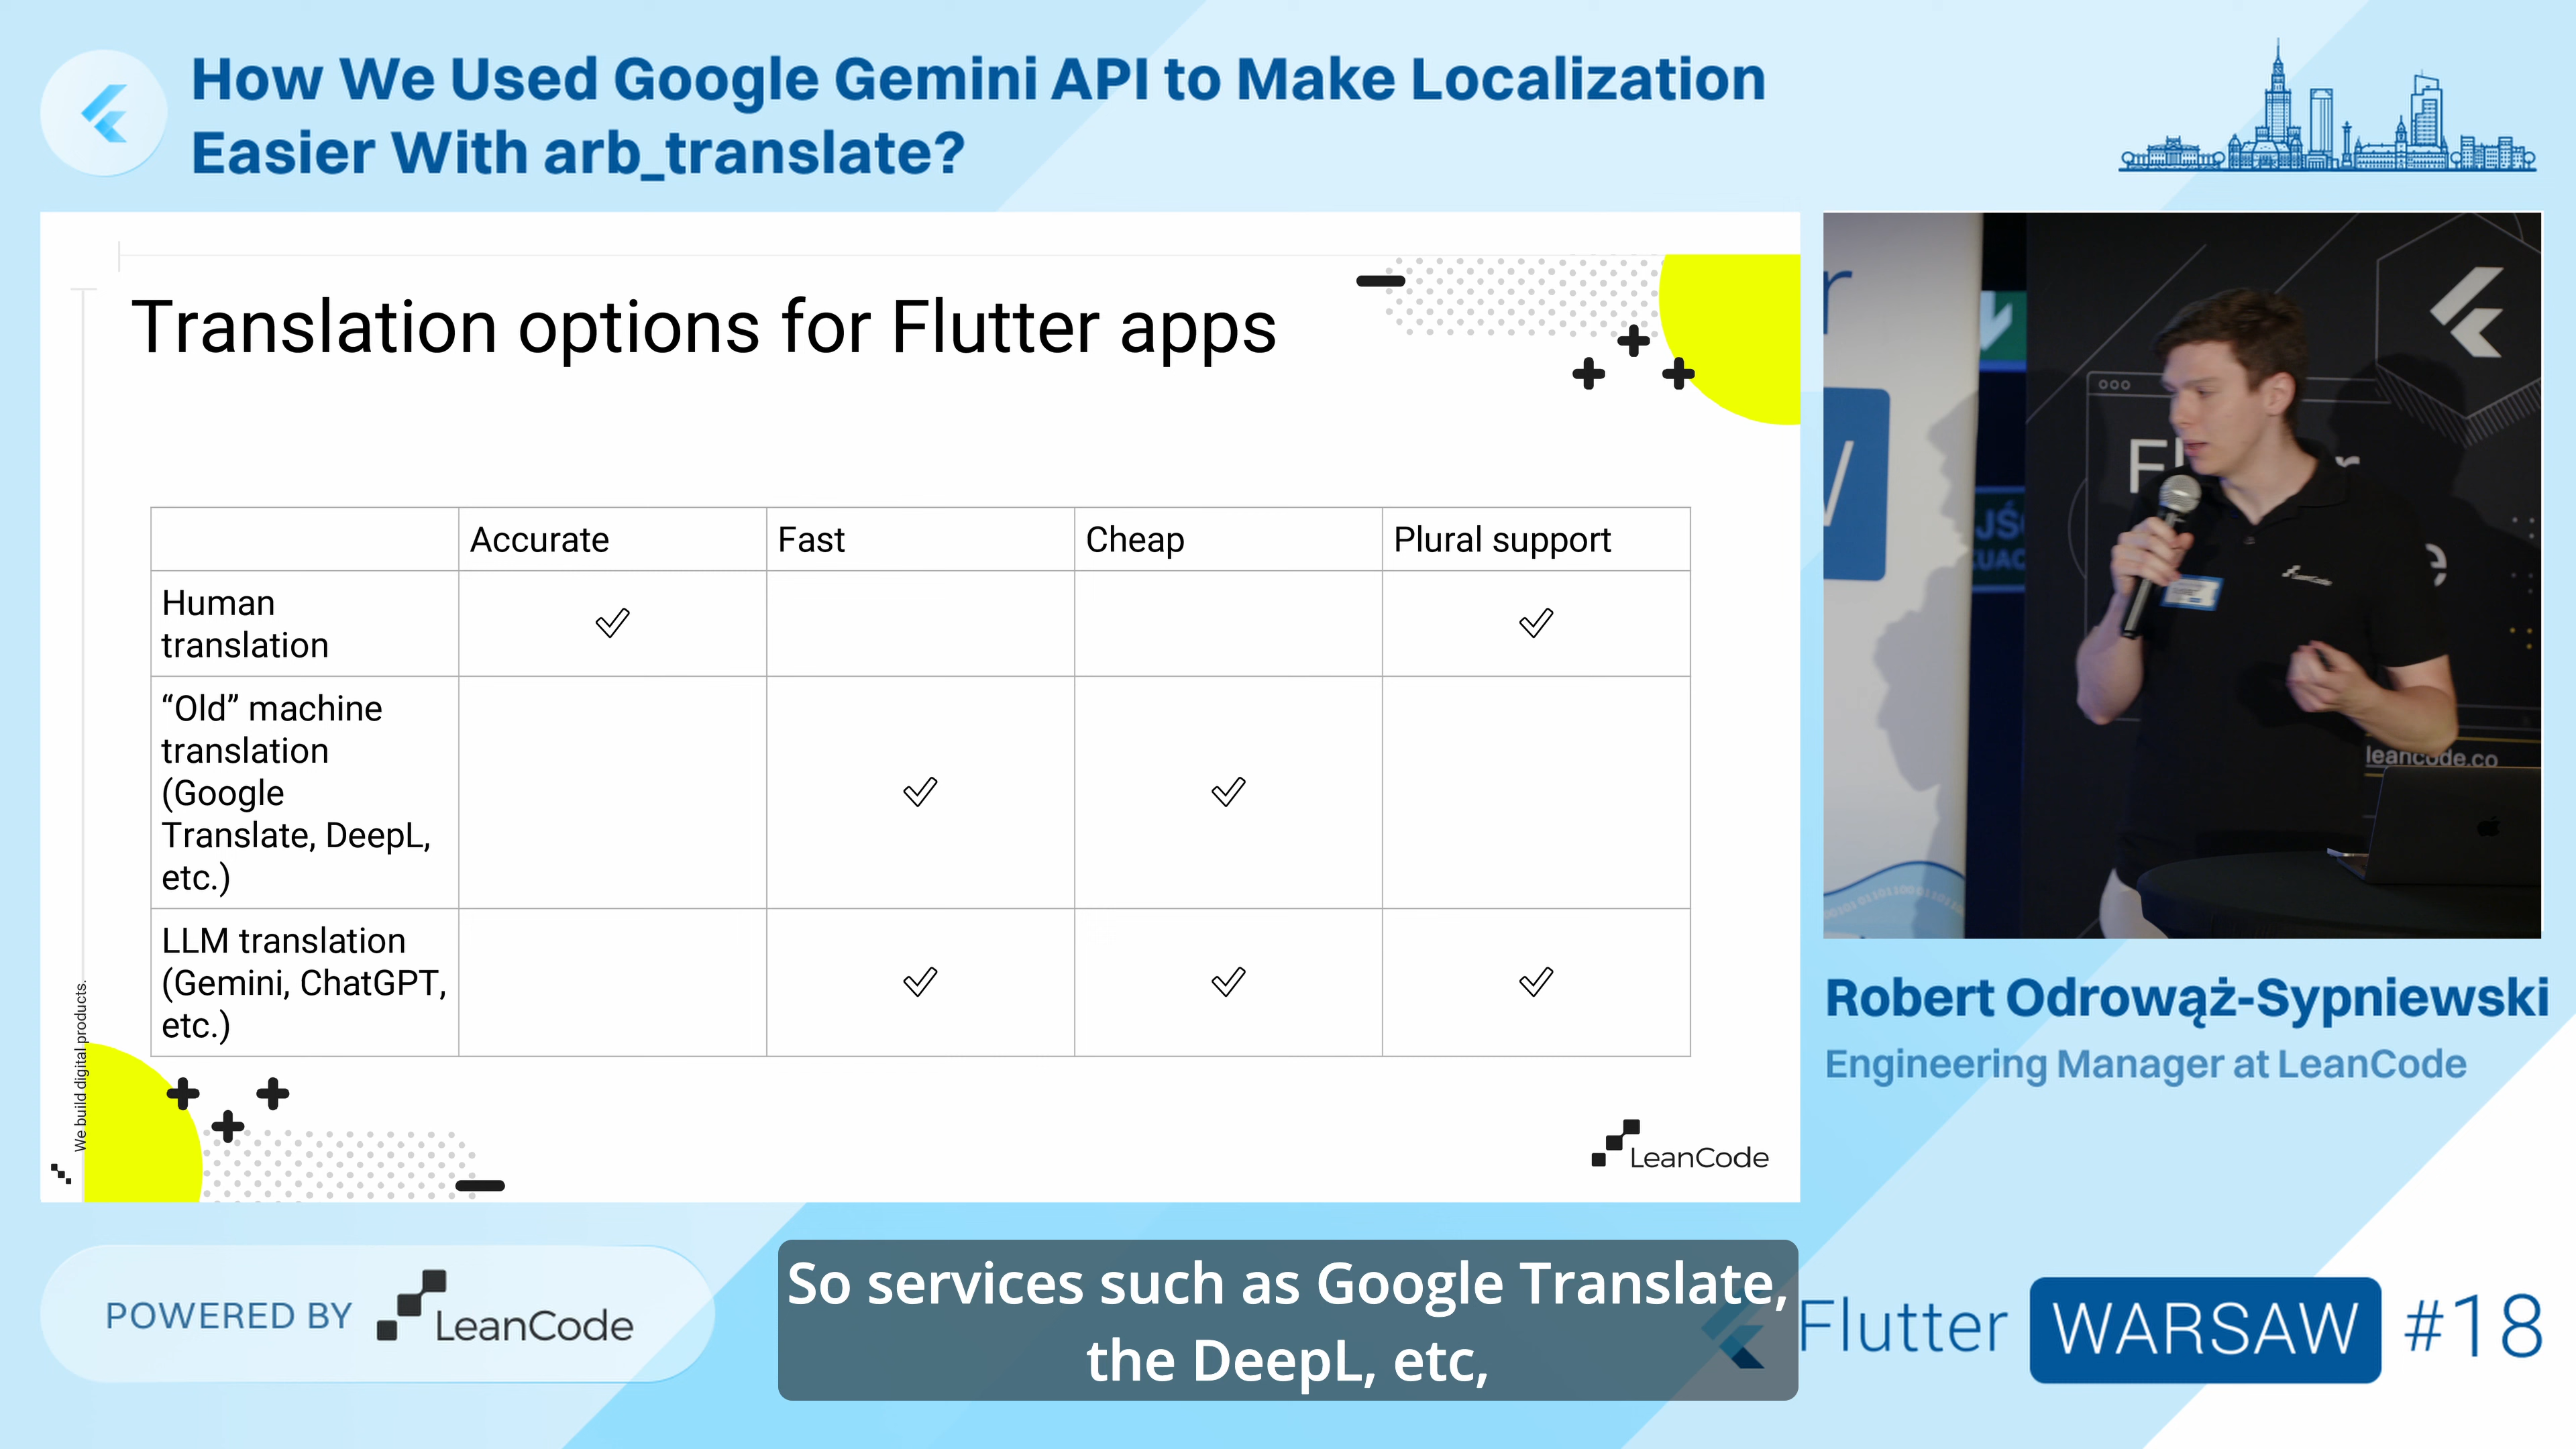 How We Used Google Gemini API to Make Localization
Easier With arb_translate?
Translation options for Flutter apps
Accurate
Fast
Cheap
Plural support
Human
translation
✓
✓
“Old” machine
translation
(Google
Translate, DeepL,
etc.)
✓
✓
LLM translation
(Gemini, ChatGPT,
etc.)
✓
✓
✓
We build digital products.
LeanCode
leancode.co
Robert Odrowąż-Sypniewski
Engineering Manager at LeanCode
POWERED BY LeanCode
So services such as Google Translate,
the DeepL, etc,
Flutter WARSAW #18